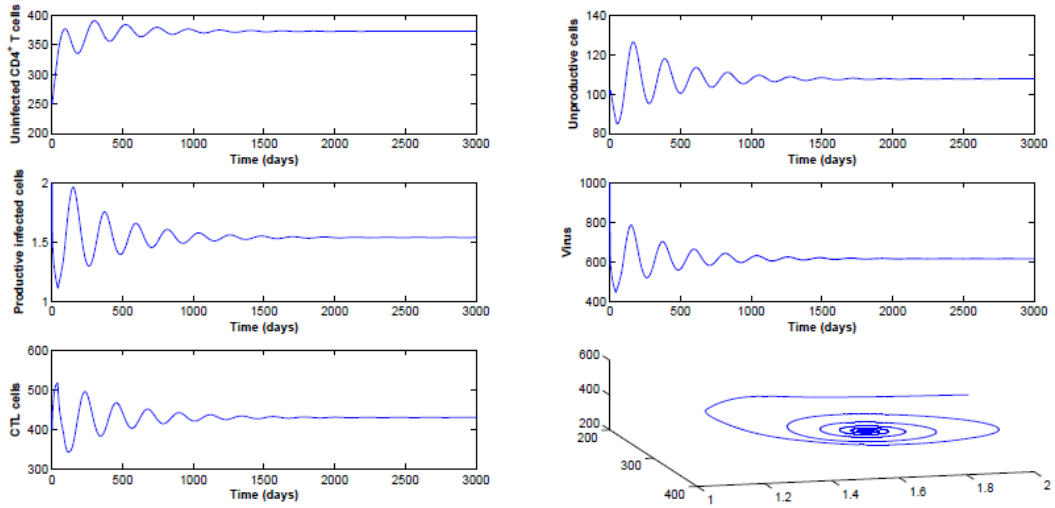 Uninfected CD4+ T cells
400
350
300
250
200
0 500 1000 1500 2000 2500 3000
Time (days)
Unproductive cells
140
120
100
80
0 500 1000 1500 2000 2500 3000
Time (days)
Productive infected cells
2
1.5
1
0 500 1000 1500 2000 2500 3000
Time (days)
Virus
1000
800
600
400
0 500 1000 1500 2000 2500 3000
Time (days)
CTL cells
600
500
400
300
0 500 1000 1500 2000 2500 3000
Time (days)
600
400
200
200
300
400
1 1.2 1.4 1.6 1.8 2